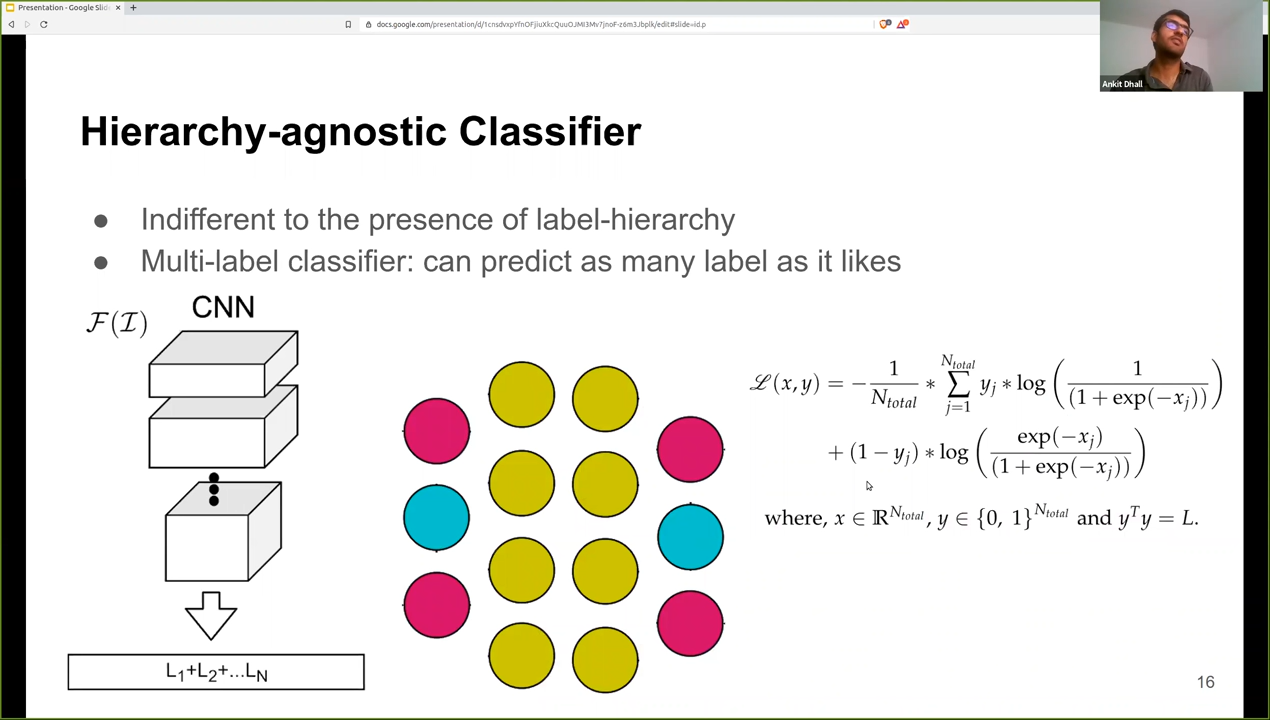 Presentation - Google Slid
docs.google.com/presentation/d/1cnsdvxpYfnOFjiuXkcQuuOJMI3Mv7jnoF-z6m3Jbplk/edit#slide=id.p
Ankit Dhall
Hierarchy-agnostic Classifier
● Indifferent to the presence of label-hierarchy
● Multi-label classifier: can predict as many label as it likes
CNN
ℱ(ℐ)
ℒ(x, y) = − 1/N_total ∗ ∑_{j=1}^{N_total} y_j ∗ log ( 1 / (1 + exp(−x_j)) )
+ (1 − y_j) ∗ log ( exp(−x_j) / (1 + exp(−x_j)) )
where, x ∈ ℝ^{N_total}, y ∈ {0, 1}^{N_total} and y^T y = L.
L₁+L₂+...L_N
16